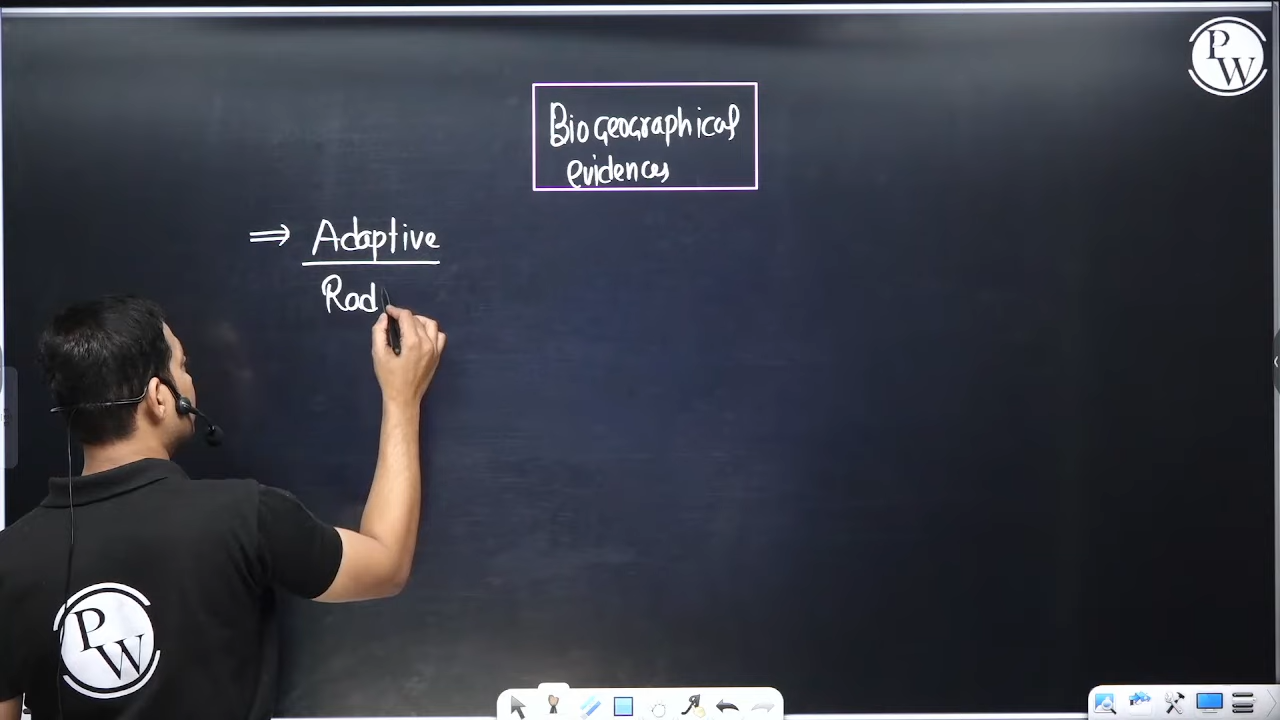 PW
Biogeographical
evidences
⇒ Adaptive
Rad
PW